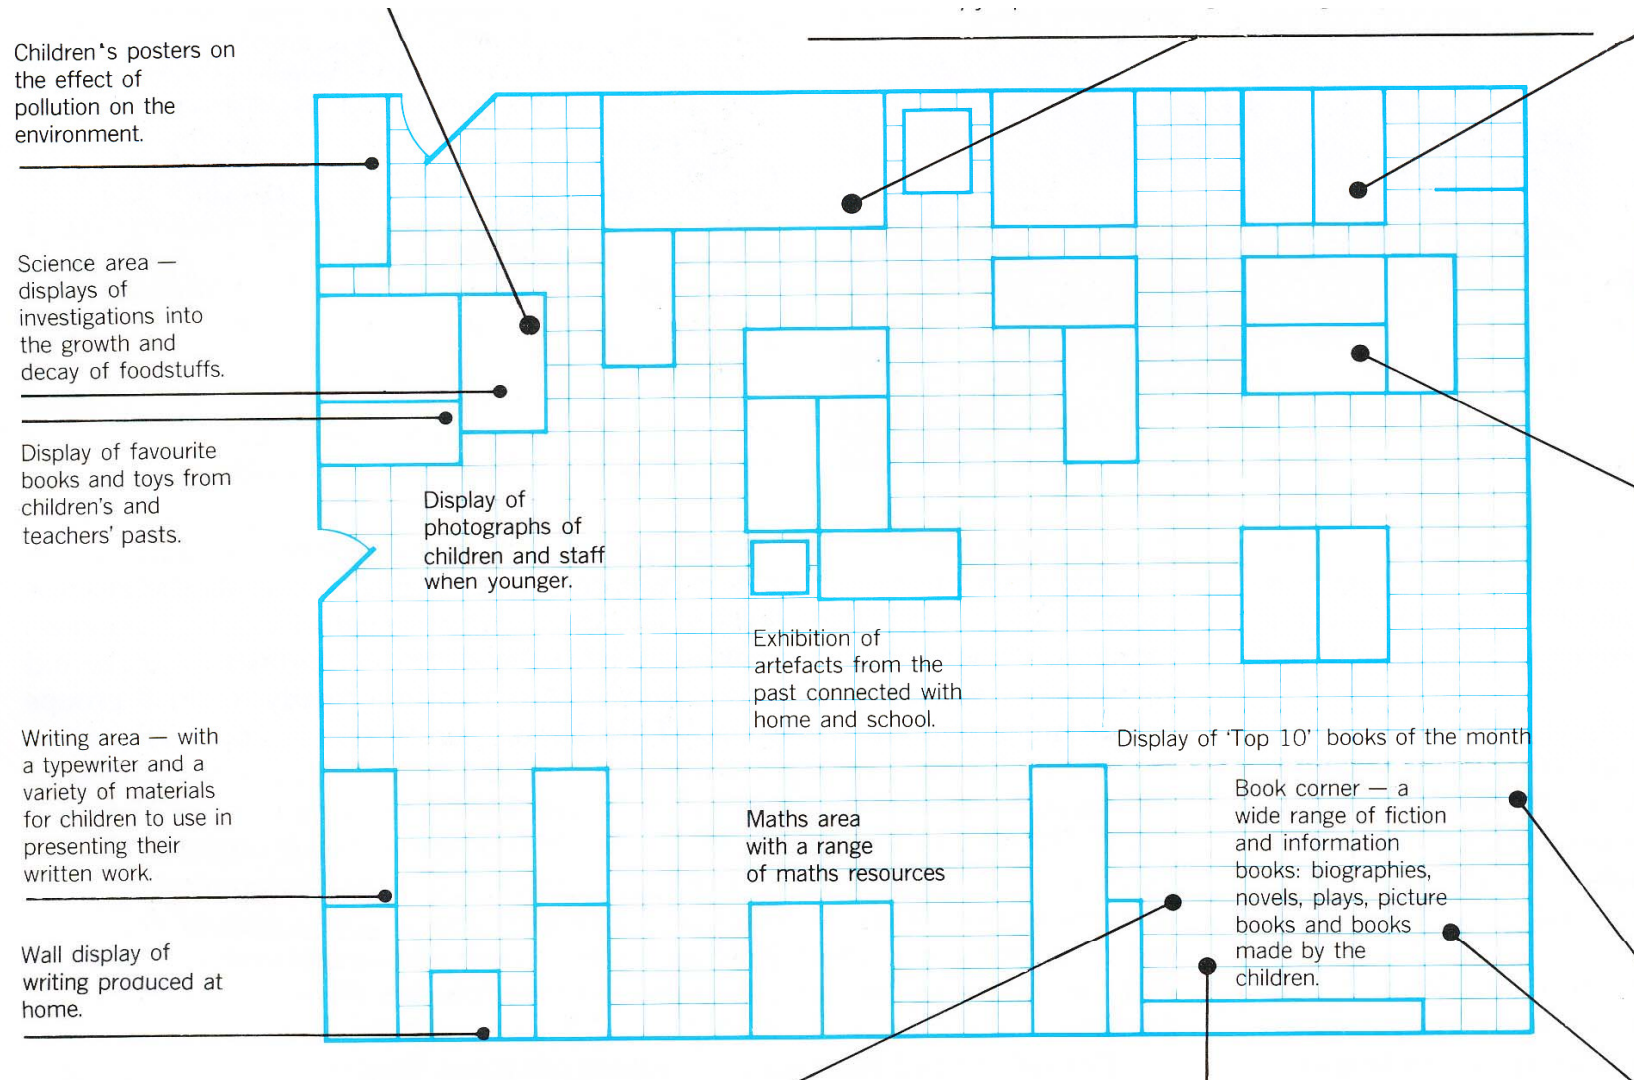 Children's posters on
the effect of
pollution on the
environment.
Science area —
displays of
investigations into
the growth and
decay of foodstuffs.
Display of favourite
books and toys from
children's and
teachers' pasts.
Display of
photographs of
children and staff
when younger.
Exhibition of
artefacts from the
past connected with
home and school.
Writing area — with
a typewriter and a
variety of materials
for children to use in
presenting their
written work.
Wall display of
writing produced at
home.
Maths area
with a range
of maths resources
Display of 'Top 10' books of the month
Book corner — a
wide range of fiction
and information
books: biographies,
novels, plays, picture
books and books
made by the
children.